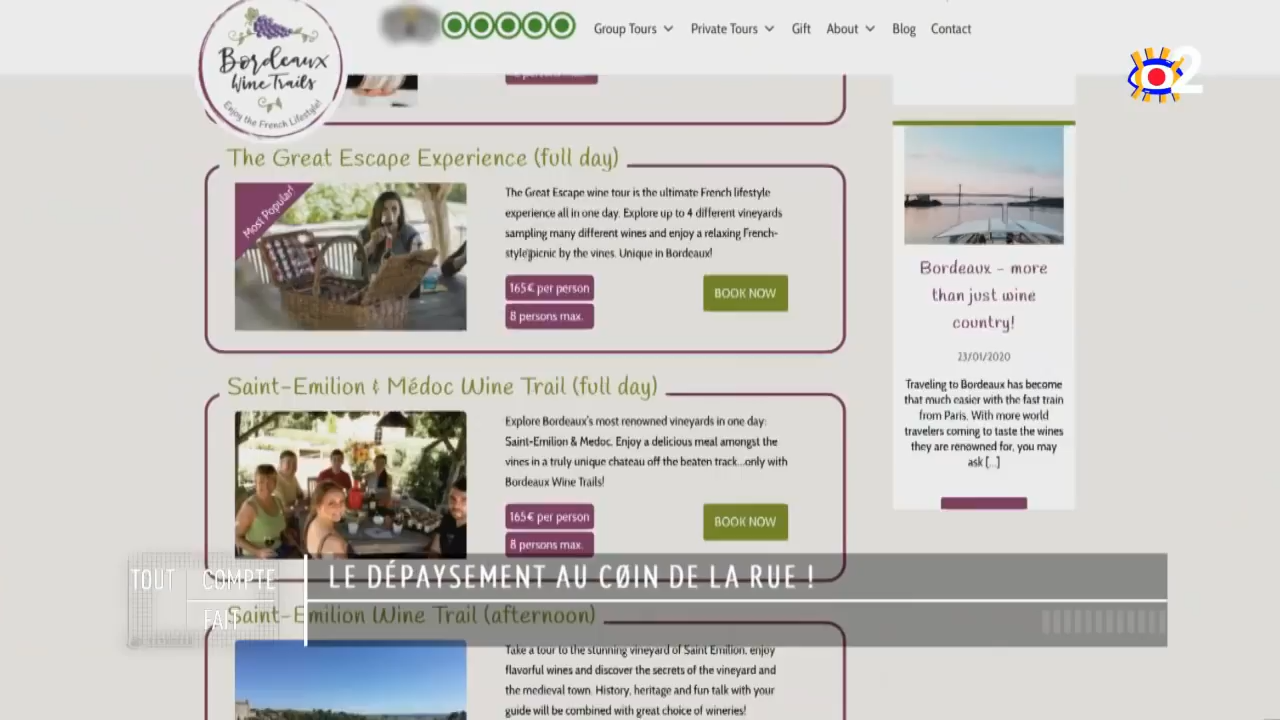 Bordeaux
Wine Trails
Enjoy the French Lifestyle!
Group Tours
Private Tours
Gift
About
Blog
Contact
2
The Great Escape Experience (full day)
Most Popular!
The Great Escape wine tour is the ultimate French lifestyle
experience all in one day. Explore up to 4 different vineyards
sampling many different wines and enjoy a relaxing French-
style picnic by the vines. Unique in Bordeaux!
165€ per person
8 persons max.
BOOK NOW
Saint-Emilion & Médoc Wine Trail (full day)
Explore Bordeaux's most renowned vineyards in one day:
Saint-Emilion & Medoc. Enjoy a delicious meal amongst the
vines in a truly unique chateau off the beaten track...only with
Bordeaux Wine Trails!
165€ per person
8 persons max.
BOOK NOW
Saint-Emilion Wine Trail (afternoon)
Take a tour to the stunning vineyard of Saint Emilion, enjoy
flavorful wines and discover the secrets of the vineyard and
the medieval town. History, heritage and fun talk with your
guide will be combined with great choice of wineries!
Bordeaux - more
than just wine
country!
23/01/2020
Traveling to Bordeaux has become
that much easier with the fast train
from Paris. With more world
travelers coming to taste the wines
they are renowned for, you may
ask [...]
TOUT COMPTE
FAIT
LE DÉPAYSEMENT AU CØIN DE LA RUE !